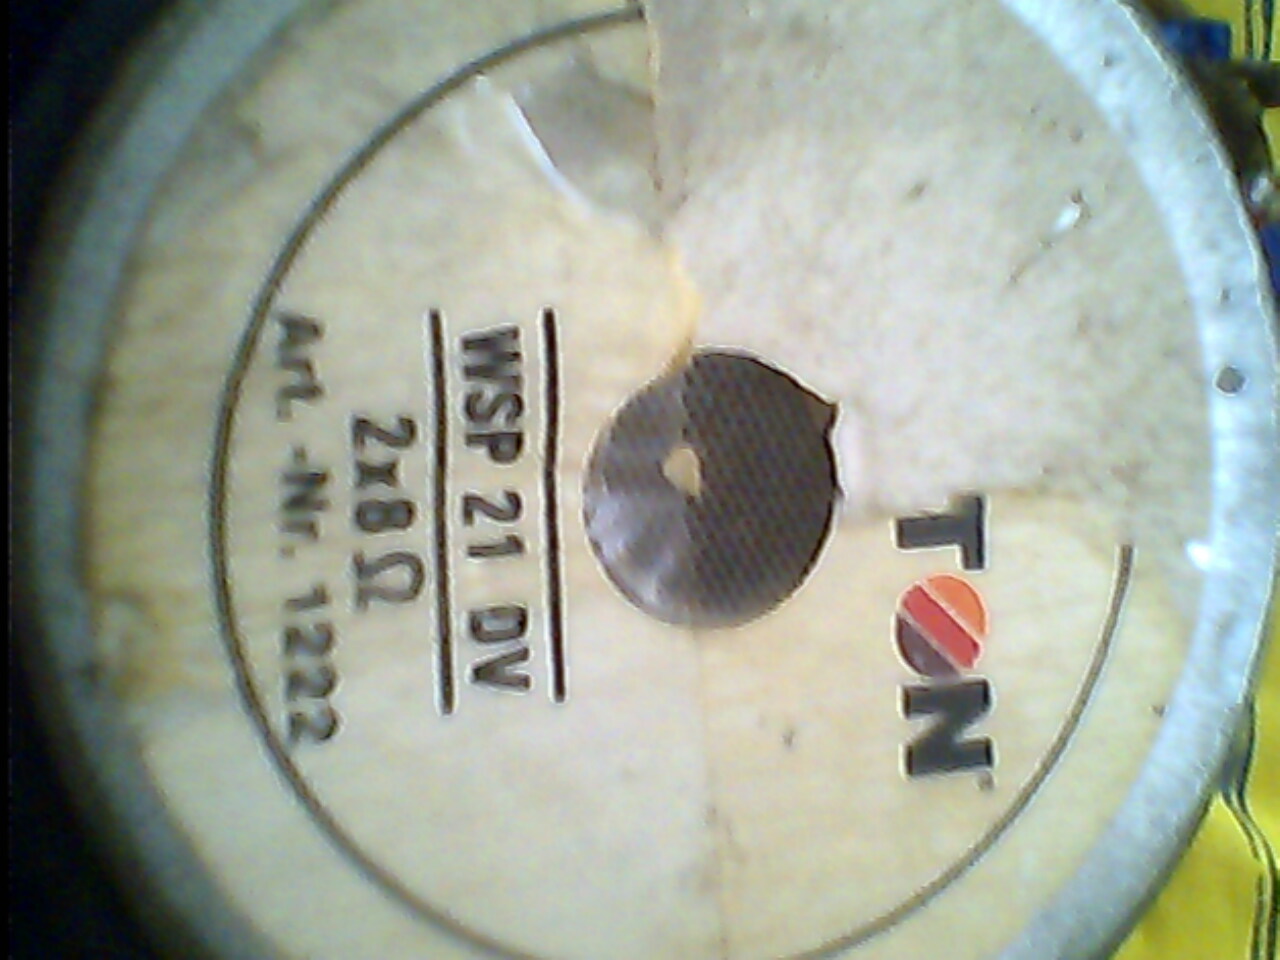 TON
WSP 21 DV
2x8Ω
Art.-Nr. 1222